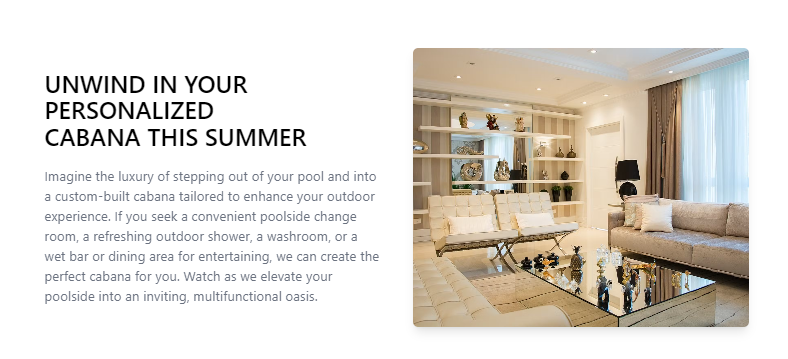 UNWIND IN YOUR
PERSONALIZED
CABANA THIS SUMMER
Imagine the luxury of stepping out of your pool and into
a custom-built cabana tailored to enhance your outdoor
experience. If you seek a convenient poolside change
room, a refreshing outdoor shower, a washroom, or a
wet bar or dining area for entertaining, we can create the
perfect cabana for you. Watch as we elevate your
poolside into an inviting, multifunctional oasis.